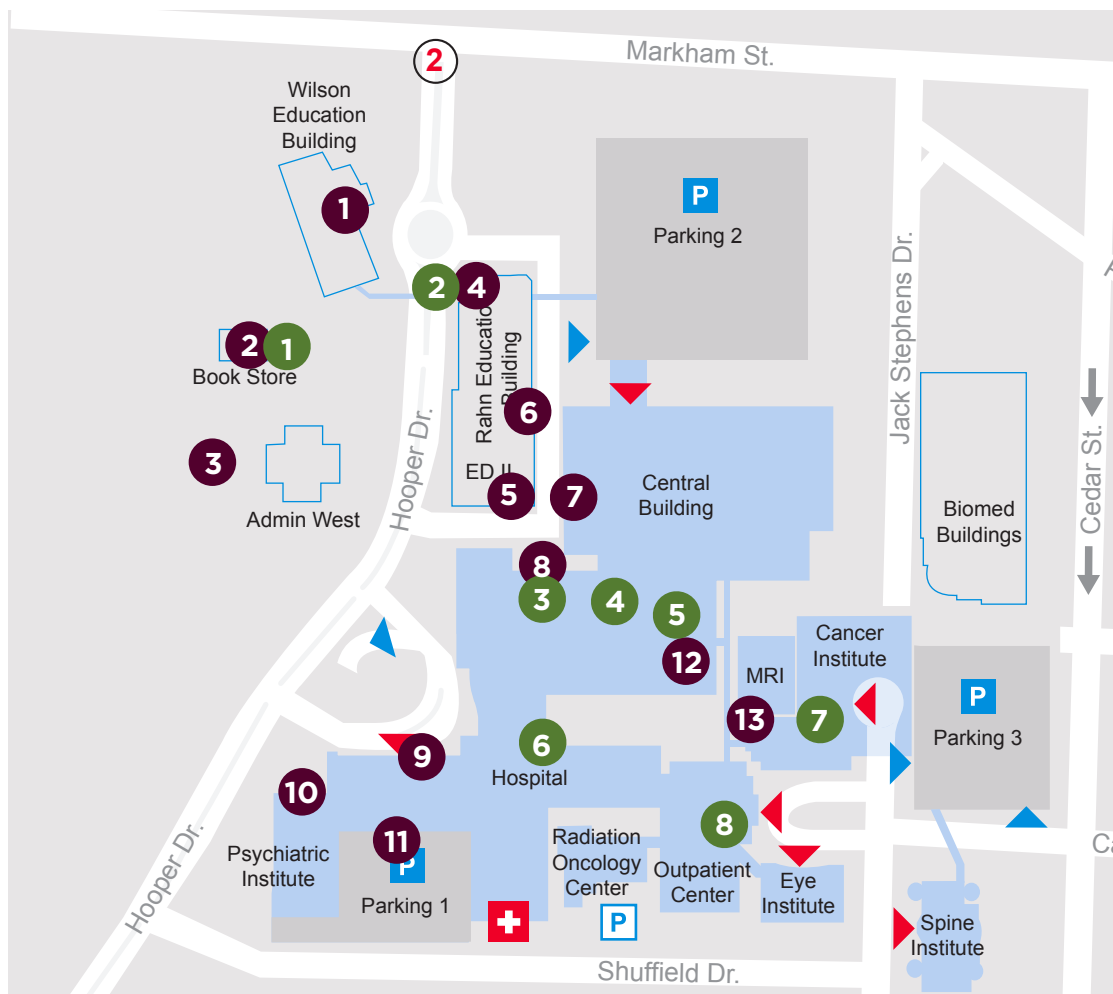 Markham St.
2
Wilson
Education
Building
1
P
Parking 2
2
4
Rahn Education
Building
2
1
Book Store
Hooper Dr.
Jack Stephens Dr.
Cedar St.
6
3
ED II
5
7
Central
Building
Biomed
Buildings
Admin West
8
3
4
5
12
Cancer
Institute
MRI
13
7
P
Parking 3
6
9
Hospital
10
11
8
Psychiatric
Institute
P
Parking 1
Radiation
Oncology
Center
Outpatient
Center
Eye
Institute
Hooper Dr.
P
Spine
Institute
Shuffield Dr.
A
Ca